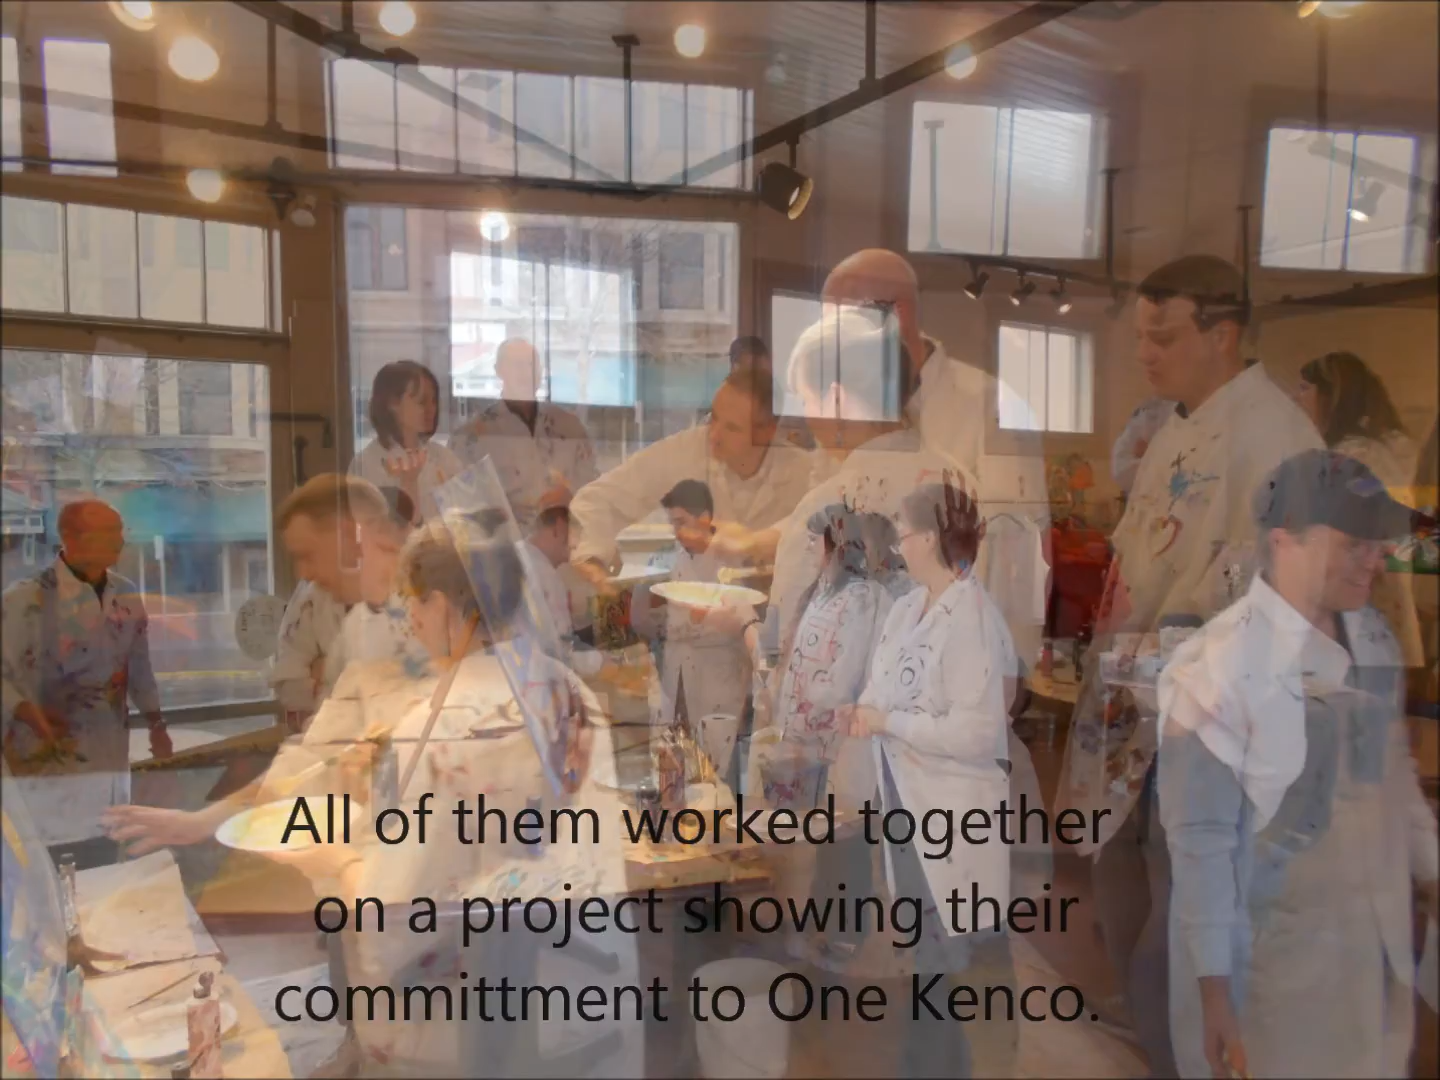 All of them worked together
on a project showing their
committment to One Kenco.